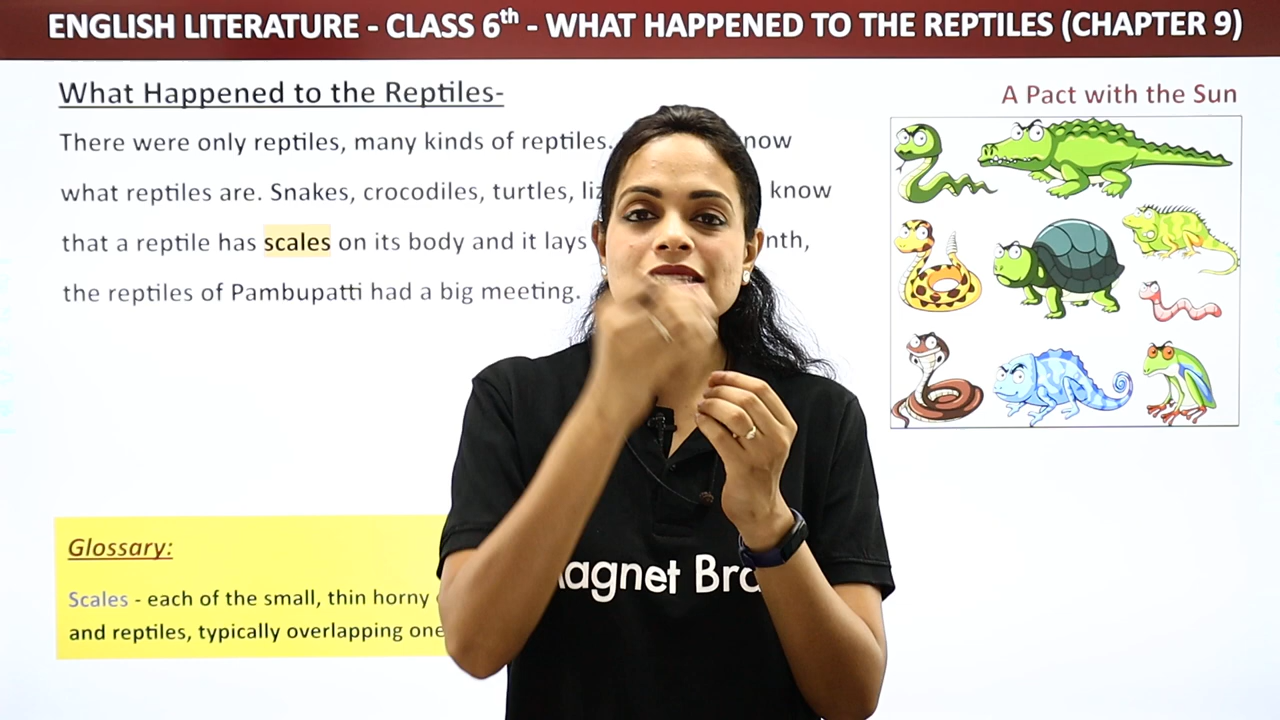 ENGLISH LITERATURE - CLASS 6th - WHAT HAPPENED TO THE REPTILES (CHAPTER 9)
What Happened to the Reptiles-
A Pact with the Sun
There were only reptiles, many kinds of reptiles.
what reptiles are. Snakes, crocodiles, turtles, know
that a reptile has scales on its body and it lays
the reptiles of Pambupatti had a big meeting.
Glossary:
Scales - each of the small, thin horny
and reptiles, typically overlapping one
agnet Bra